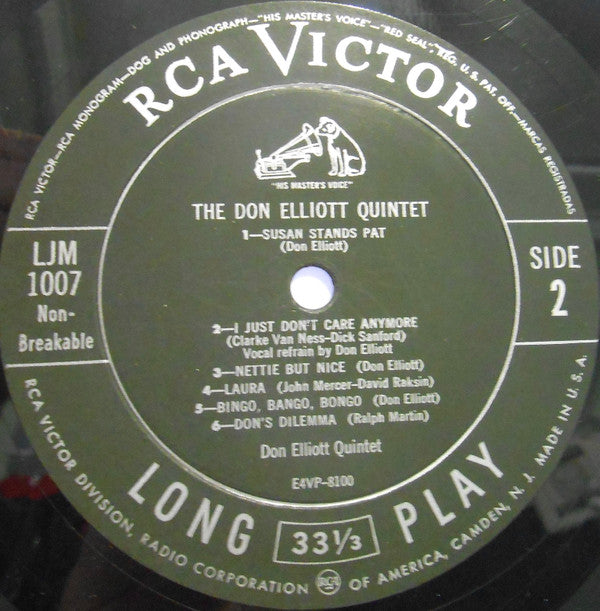 RCA VICTOR—RCA MONOGRAM—DOG AND PHONOGRAPH—"HIS MASTER'S VOICE"—"RED SEAL", REG. U.S. PAT. OFF.—MARCAS REGISTRADAS
RCA VICTOR
"HIS MASTER'S VOICE"
THE DON ELLIOTT QUINTET
1—SUSAN STANDS PAT
(Don Elliott)
LJM
1007
Non-
Breakable
SIDE
2
2—I JUST DON'T CARE ANYMORE
(Clarke Van Ness-Dick Sanford)
Vocal refrain by Don Elliott
3—NETTIE BUT NICE (Don Elliott)
4—LAURA (John Mercer-David Raksin)
5—BINGO, BANGO, BONGO (Don Elliott)
6—DON'S DILEMMA (Ralph Martin)
Don Elliott Quintet
E4VP-8100
LONG 33⅓ PLAY
RCA VICTOR DIVISION, RADIO CORPORATION RCA OF AMERICA, CAMDEN, N. J. MADE IN U.S.A.